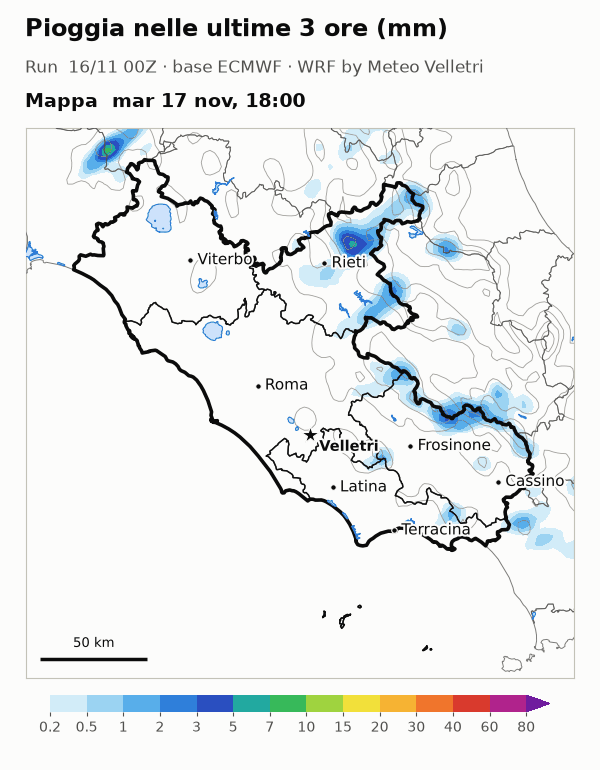 Pioggia nelle ultime 3 ore (mm)
Run  16/11 00Z · base ECMWF · WRF by Meteo Velletri
Mappa  mar 17 nov, 18:00
Viterbo
Rieti
Roma
Velletri
Frosinone
Cassino
Latina
Terracina
50 km
0.2 0.5 1 2 3 5 7 10 15 20 30 40 60 80